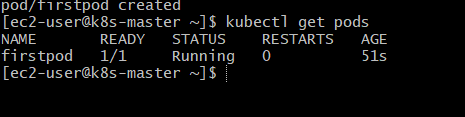 pod/firstpod created
[ec2-user@k8s-master ~]$ kubectl get pods
NAME READY STATUS RESTARTS AGE
firstpod 1/1 Running 0 51s
[ec2-user@k8s-master ~]$